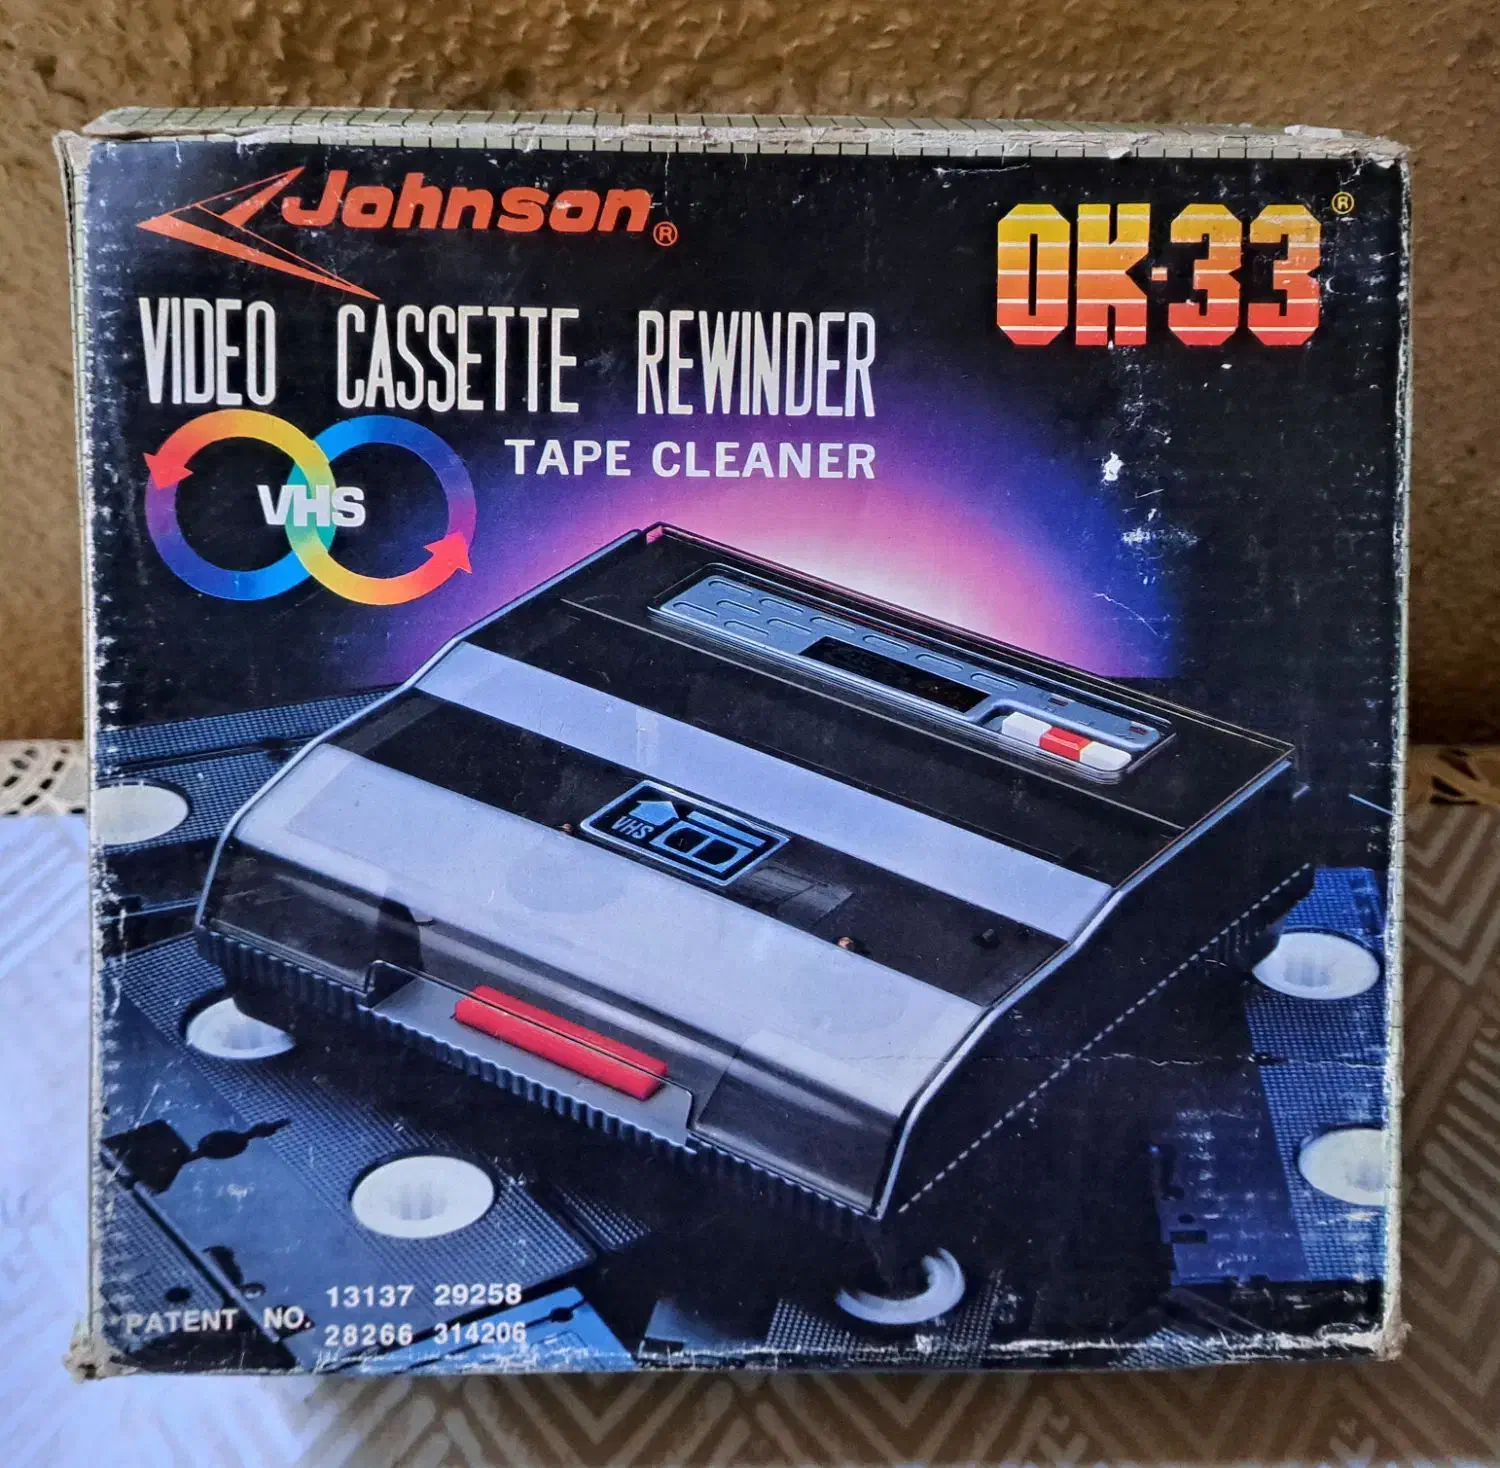 Johnson®
OK-33®
VIDEO CASSETTE REWINDER
TAPE CLEANER
VHS
VHS
PATENT NO. 13137 29258
28266 314206